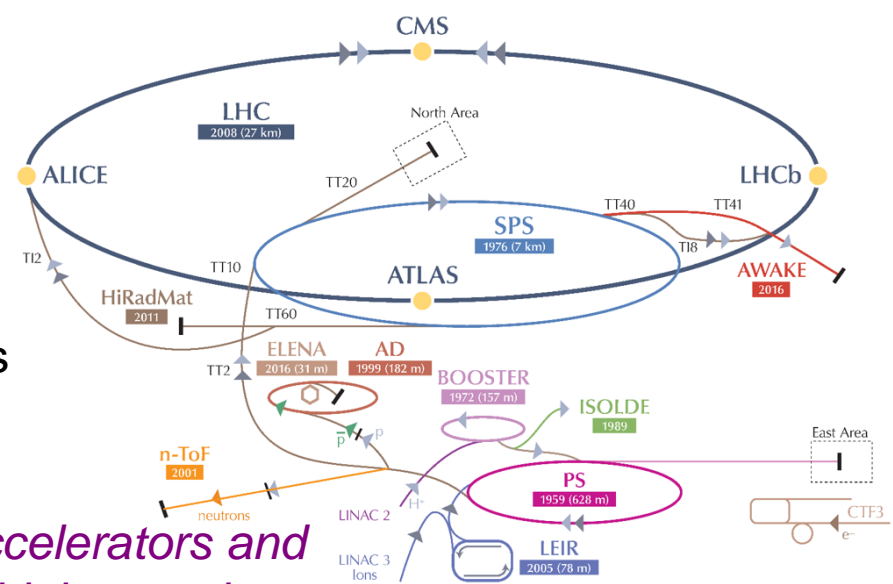 CMS
LHC
2008 (27 km)
North Area
ALICE
LHCb
TT20
TT40
TT41
SPS
1976 (7 km)
TI2
TT10
TI8
ATLAS
AWAKE
2016
HiRadMat
2011
TT60
s
ELENA
2016 (31 m)
AD
1999 (182 m)
TT2
BOOSTER
1972 (157 m)
ISOLDE
1989
p̅
p
East Area
n-ToF
2001
PS
1959 (628 m)
H⁺
neutrons
LINAC 2
CTF3
e⁻
ccelerators and
LEIR
2005 (78 m)
LINAC 3
Ions